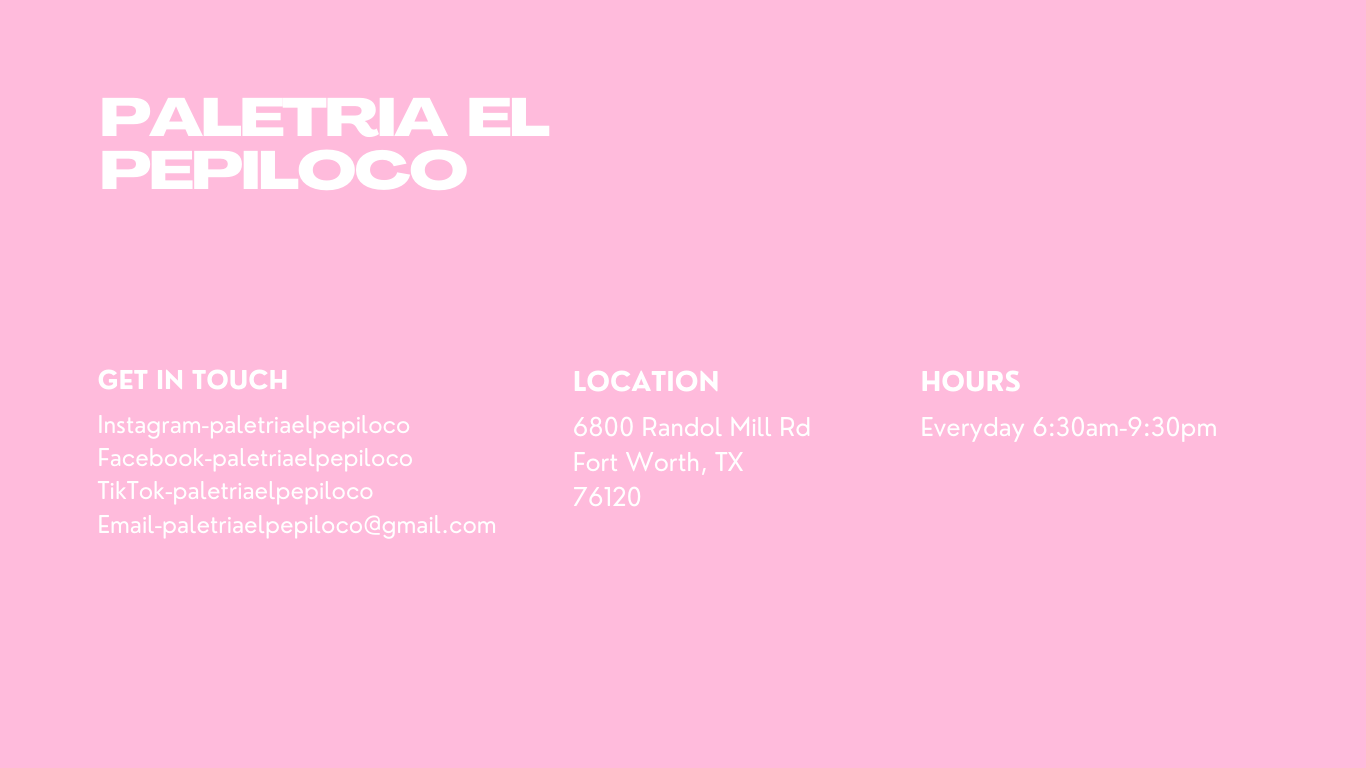 PALETRIA EL
PEPILOCO
GET IN TOUCH
Instagram-paletriaelpepiloco
Facebook-paletriaelpepiloco
TikTok-paletriaelpepiloco
Email-paletriaelpepiloco@gmail.com
LOCATION
6800 Randol Mill Rd
Fort Worth, TX
76120
HOURS
Everyday 6:30am-9:30pm